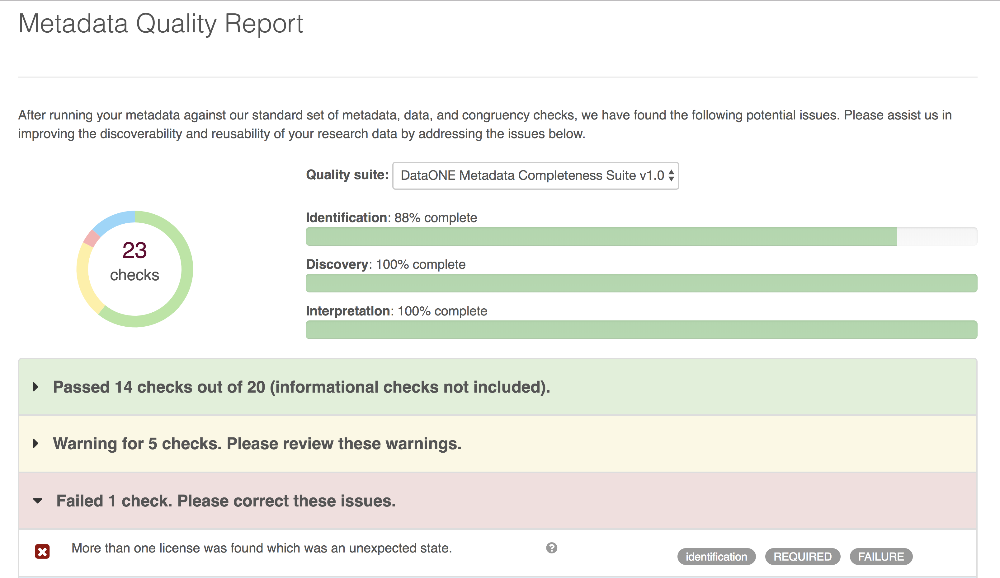 Metadata Quality Report
After running your metadata against our standard set of metadata, data, and congruency checks, we have found the following potential issues. Please assist us in
improving the discoverability and reusability of your research data by addressing the issues below.
Quality suite: DataONE Metadata Completeness Suite v1.0
23
checks
Identification: 88% complete
Discovery: 100% complete
Interpretation: 100% complete
Passed 14 checks out of 20 (informational checks not included).
Warning for 5 checks. Please review these warnings.
Failed 1 check. Please correct these issues.
More than one license was found which was an unexpected state. ? identification REQUIRED FAILURE